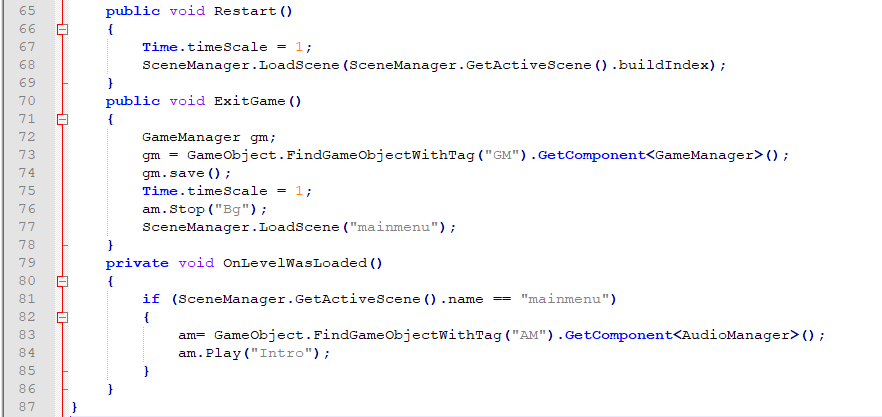 65 public void Restart()
66 {
67 Time.timeScale = 1;
68 SceneManager.LoadScene(SceneManager.GetActiveScene().buildIndex);
69 }
70 public void ExitGame()
71 {
72 GameManager gm;
73 gm = GameObject.FindGameObjectWithTag("GM").GetComponent<GameManager>();
74 gm.save();
75 Time.timeScale = 1;
76 am.Stop("Bg");
77 SceneManager.LoadScene("mainmenu");
78 }
79 private void OnLevelWasLoaded()
80 {
81 if (SceneManager.GetActiveScene().name == "mainmenu")
82 {
83 am= GameObject.FindGameObjectWithTag("AM").GetComponent<AudioManager>();
84 am.Play("Intro");
85 }
86 }
87 }